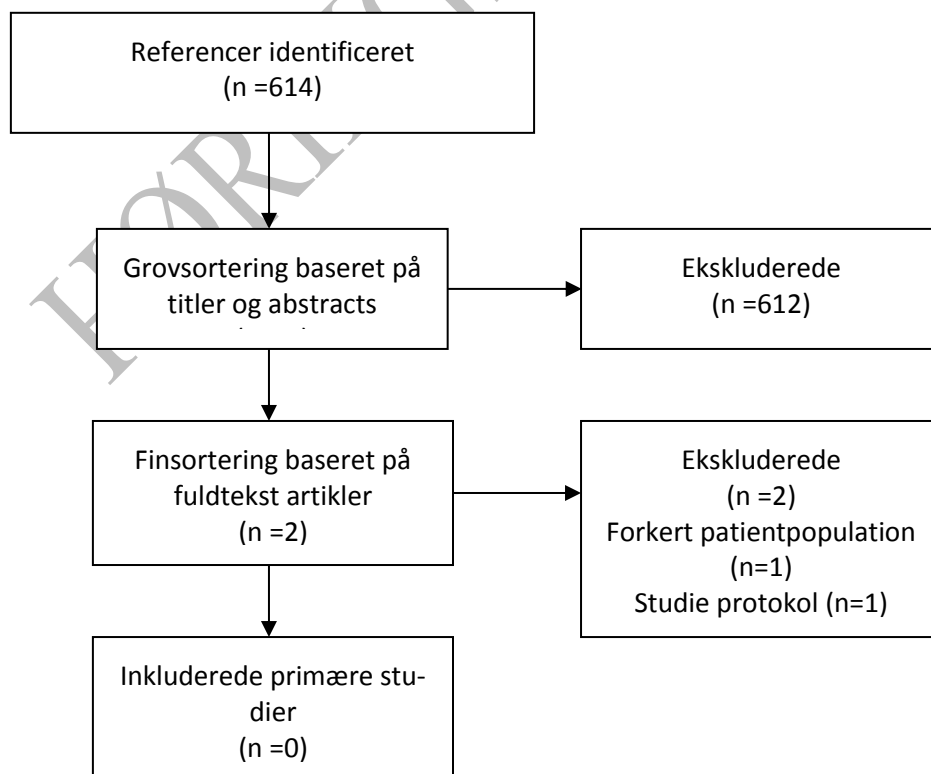 Referencer identificeret
(n =614)
Grovsortering baseret på
titler og abstracts
Ekskluderede
(n =612)
Finsortering baseret på
fuldtekst artikler
(n =2)
Ekskluderede
(n =2)
Forkert patientpopulation
(n=1)
Studie protokol (n=1)
Inkluderede primære stu-
dier
(n =0)